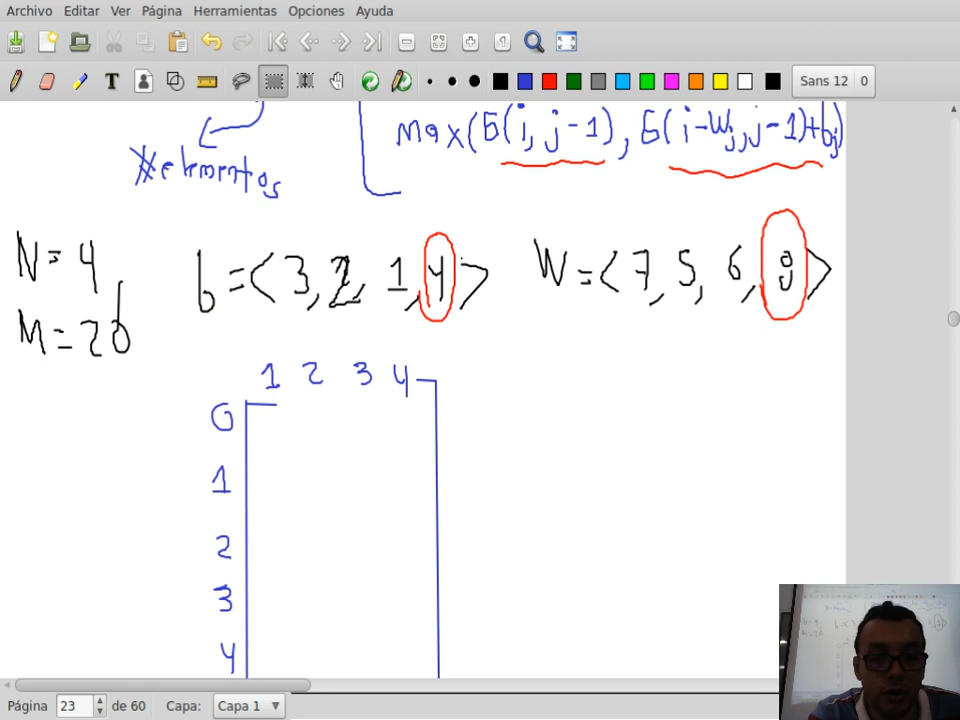 Archivo Editar Ver Página Herramientas Opciones Ayuda
Sans 12 0
Max(G(i, j-1), G(i-Wj, j-1)+bj)
#elementos
N=4
b=<3, 2, 1, 4>
W=<7, 5, 6, 9>
M=20
1 2 3 4
0
1
2
3
4
Página 23 de 60 Capa: Capa 1